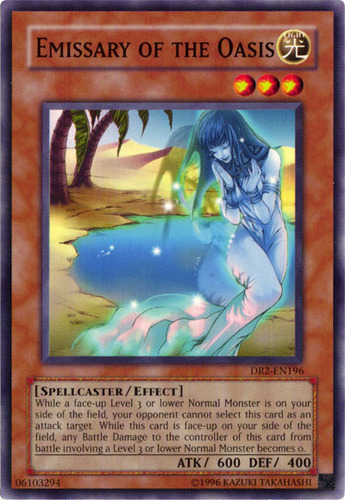 EMISSARY OF THE OASIS
LIGHT
光
DR2-EN196
[SPELLCASTER/EFFECT]
While a face-up Level 3 or lower Normal Monster is on your
side of the field, your opponent cannot select this card as an
attack target. While this card is face-up on your side of the
field, any Battle Damage to the controller of this card from
battle involving a Level 3 or lower Normal Monster becomes 0.
ATK/ 600 DEF/ 400
06103294
©1996 KAZUKI TAKAHASHI